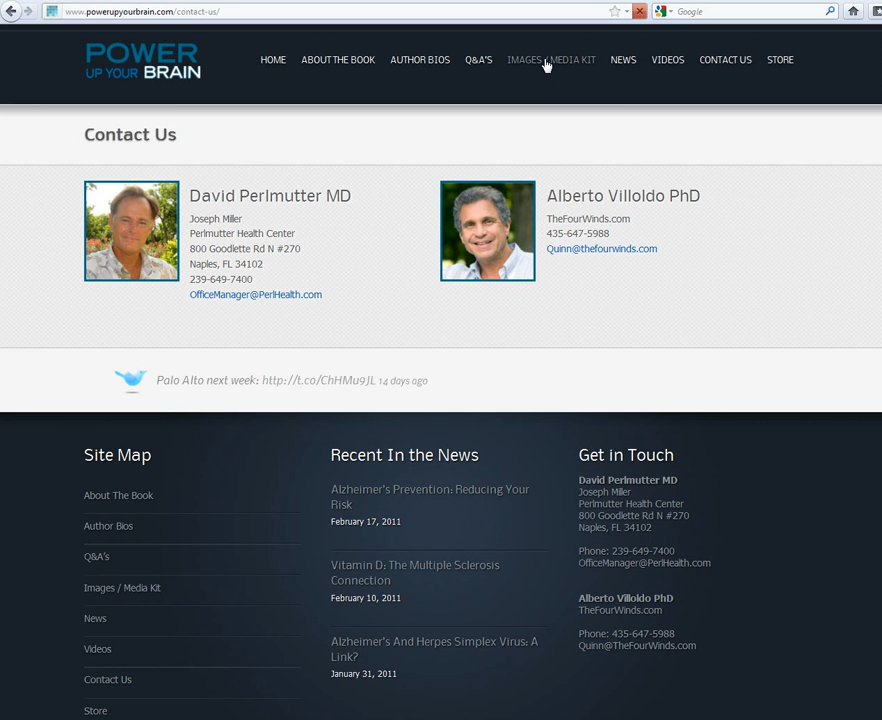 www.powerupyourbrain.com/contact-us/
Google
POWER
UP YOUR BRAIN
HOME ABOUT THE BOOK AUTHOR BIOS Q&A'S IMAGES / MEDIA KIT NEWS VIDEOS CONTACT US STORE
Contact Us
David Perlmutter MD
Joseph Miller
Perlmutter Health Center
800 Goodlette Rd N #270
Naples, FL 34102
239-649-7400
OfficeManager@PerlHealth.com
Alberto Villoldo PhD
TheFourWinds.com
435-647-5988
Quinn@thefourwinds.com
Palo Alto next week: http://t.co/ChHMu9JL 14 days ago
Site Map
About The Book
Author Bios
Q&A's
Images / Media Kit
News
Videos
Contact Us
Store
Recent In the News
Alzheimer's Prevention: Reducing Your
Risk
February 17, 2011
Vitamin D: The Multiple Sclerosis
Connection
February 10, 2011
Alzheimer's And Herpes Simplex Virus: A
Link?
January 31, 2011
Get in Touch
David Perlmutter MD
Joseph Miller
Perlmutter Health Center
800 Goodlette Rd N #270
Naples, FL 34102
Phone: 239-649-7400
OfficeManager@PerlHealth.com
Alberto Villoldo PhD
TheFourWinds.com
Phone: 435-647-5988
Quinn@TheFourWinds.com